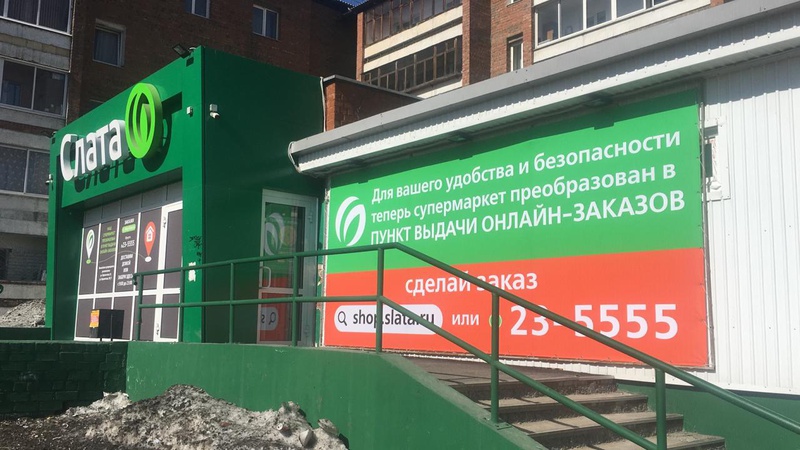 Слата
Для вашего удобства и безопасности
теперь супермаркет преобразован в
ПУНКТ ВЫДАЧИ ОНЛАЙН-ЗАКАЗОВ
сделай заказ
shop.slata.ru или 23-5555